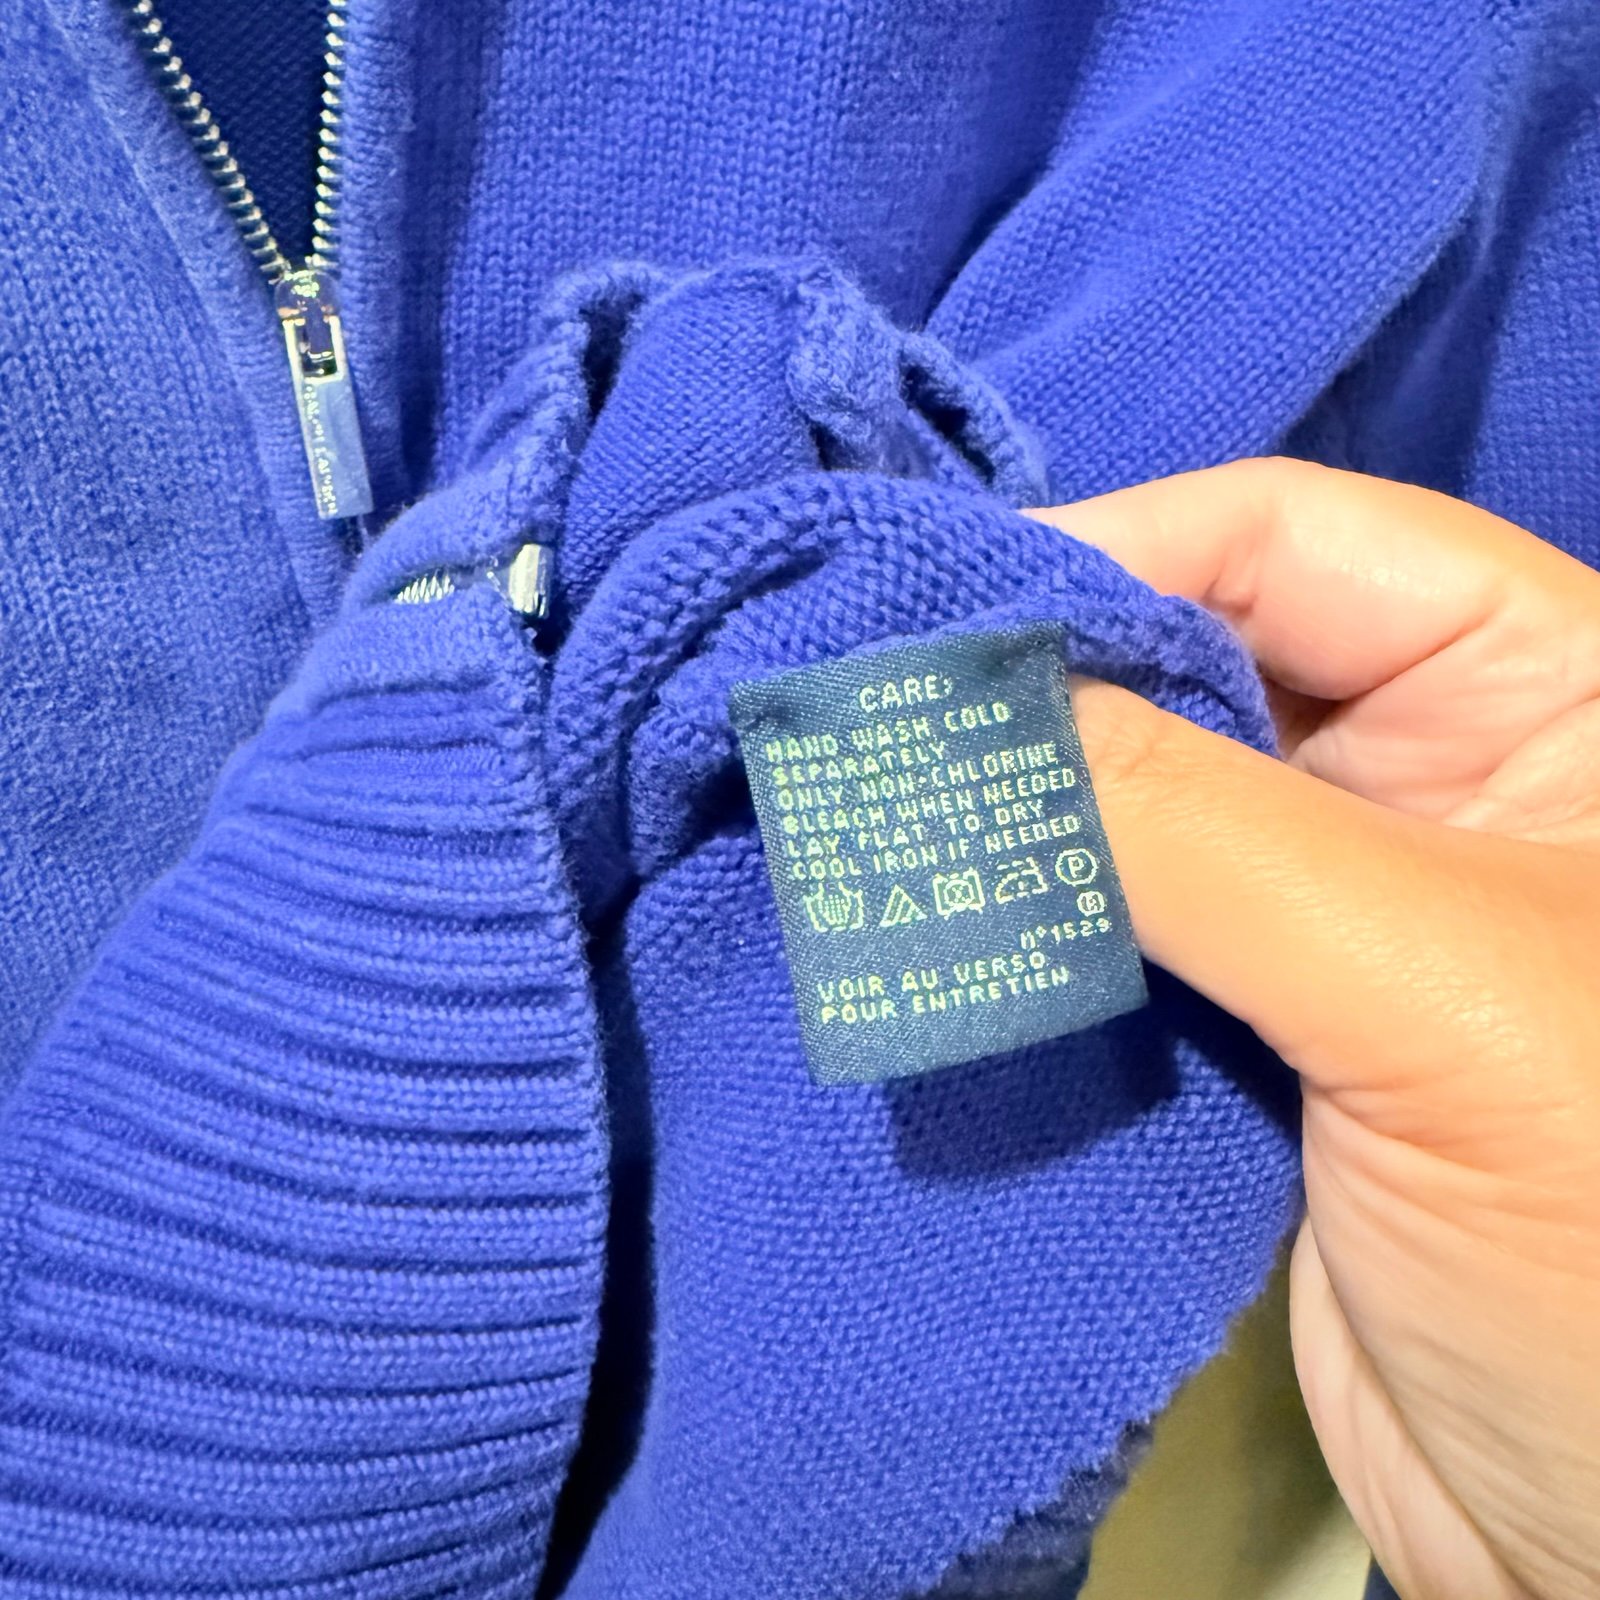 CARE:
HAND WASH COLD
SEPARATELY
ONLY NON-CHLORINE
BLEACH WHEN NEEDED
LAY FLAT TO DRY
COOL IRON IF NEEDED
P
n°1529
VOIR AU VERSO
POUR ENTRETIEN